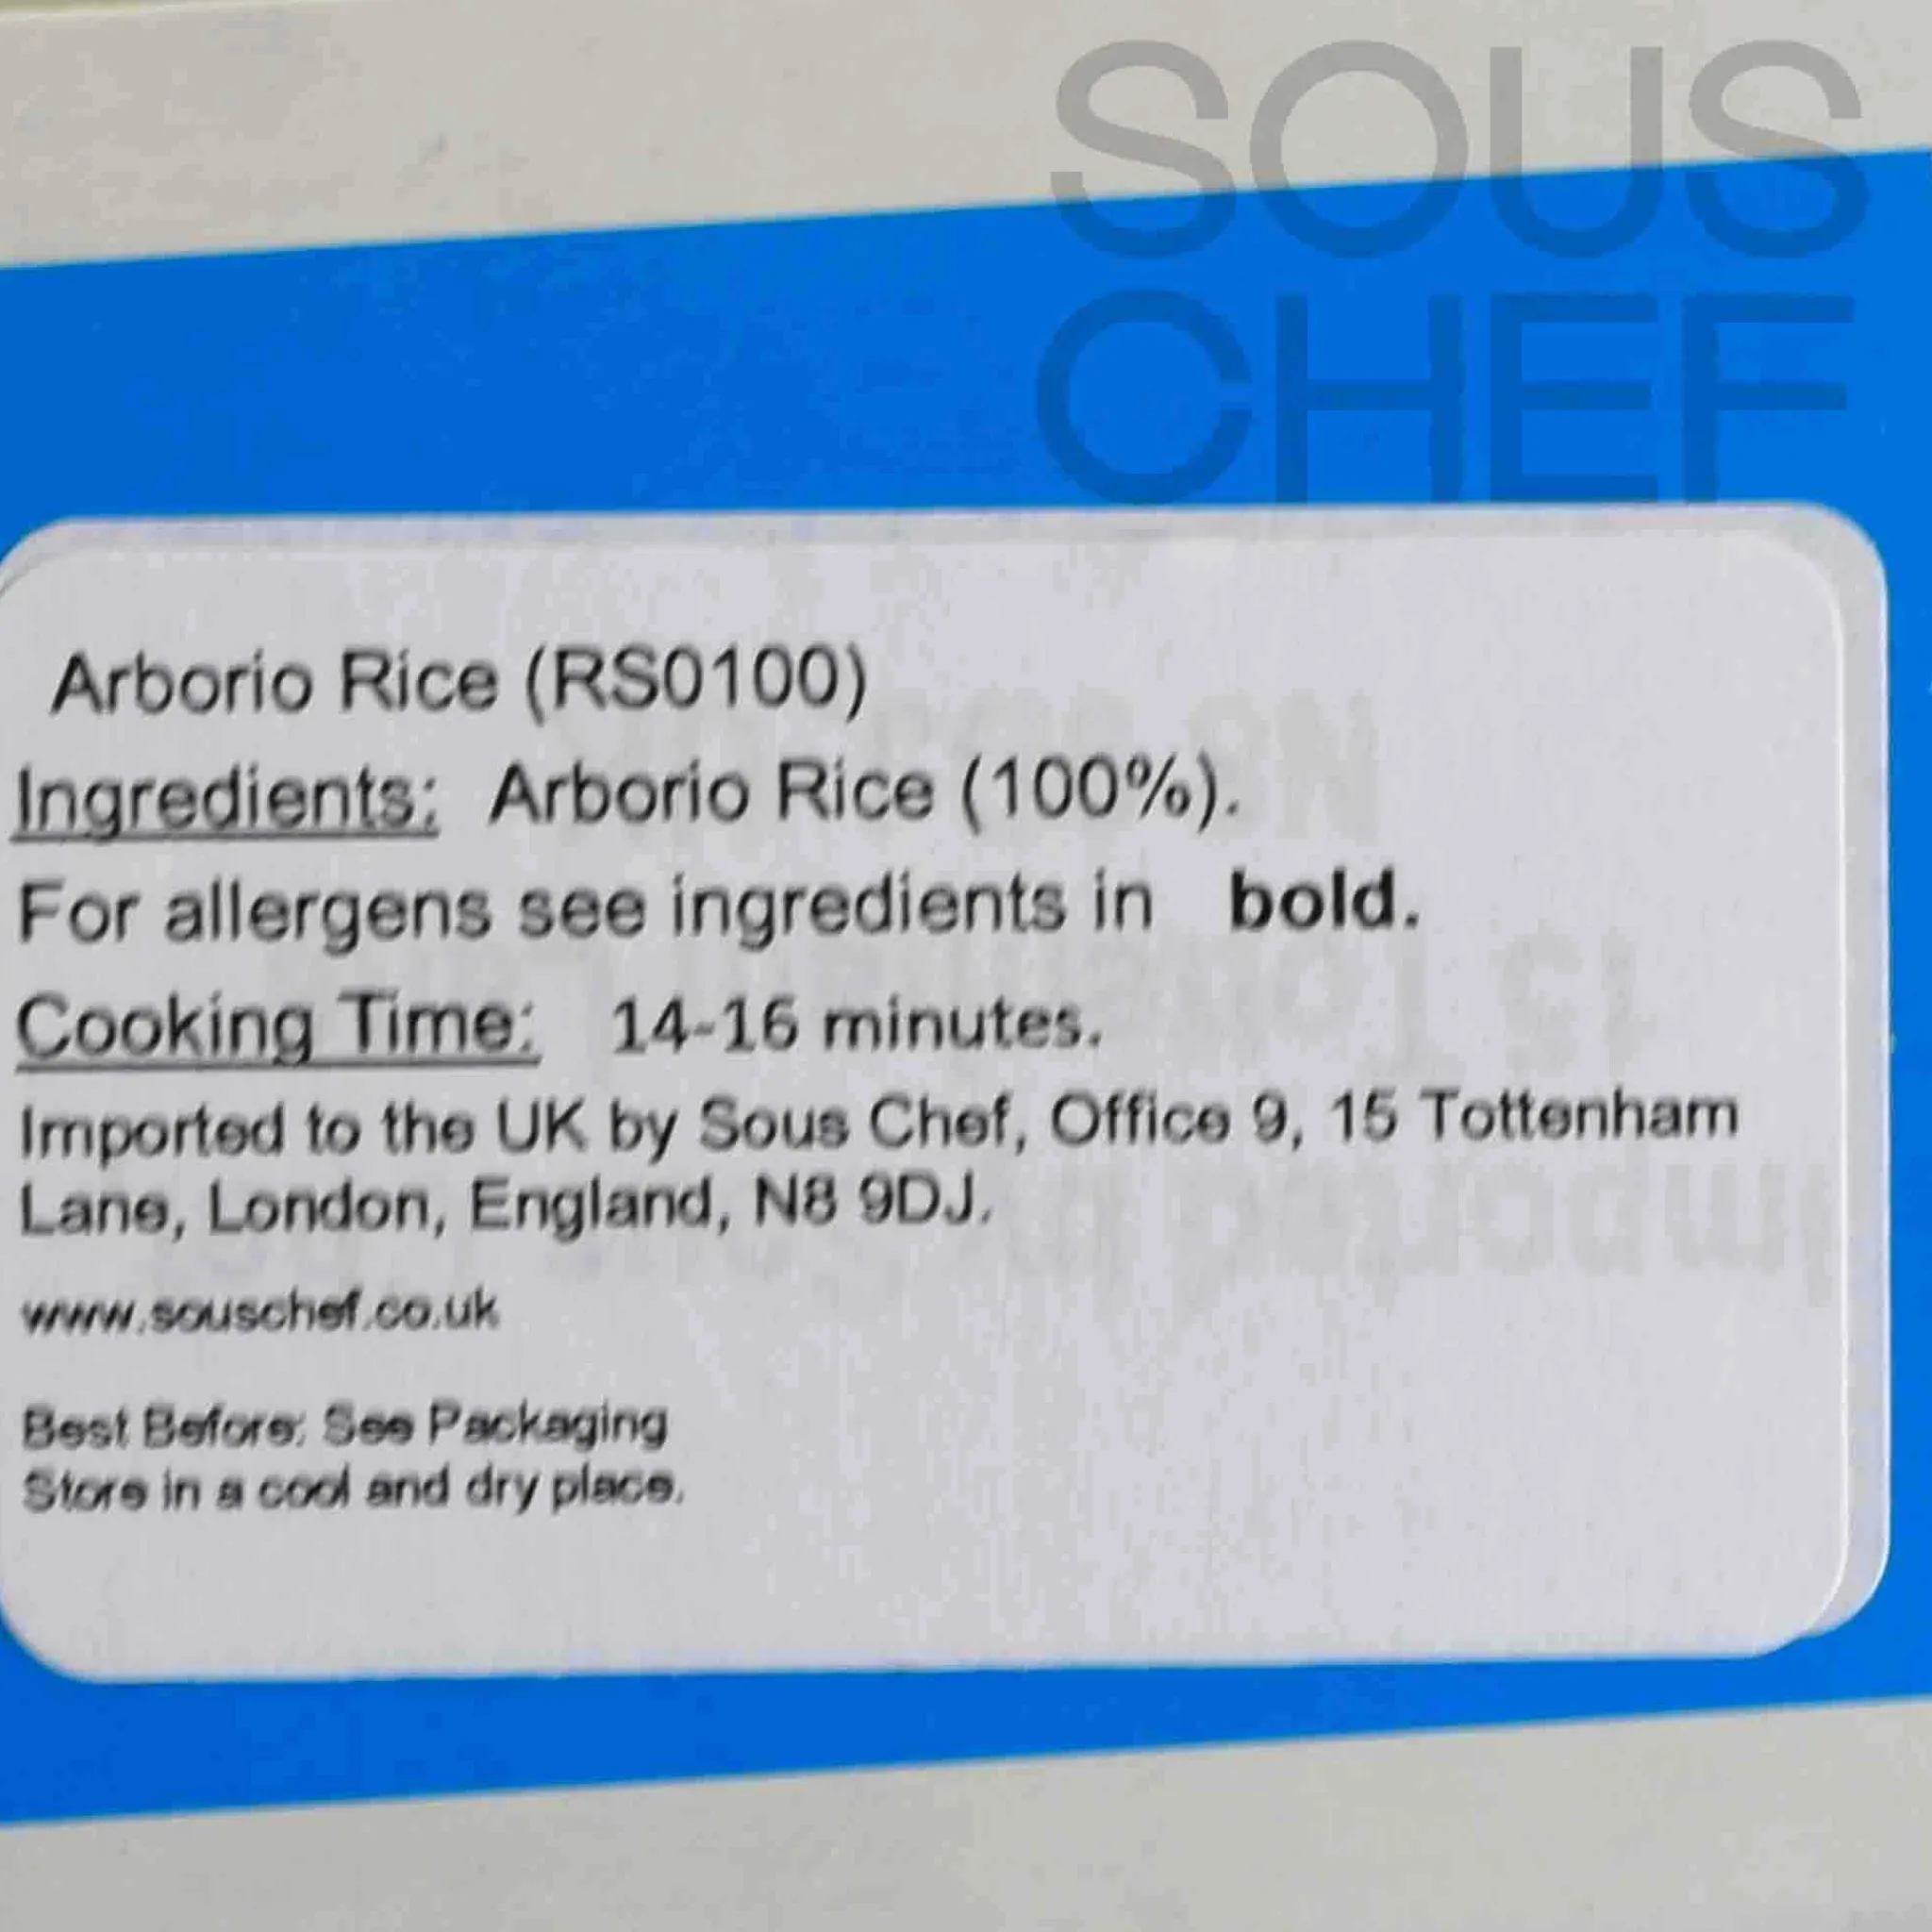 SOUS
CHEF
Arborio Rice (RS0100)
Ingredients: Arborio Rice (100%).
For allergens see ingredients in bold.
Cooking Time: 14-16 minutes.
Imported to the UK by Sous Chef, Office 9, 15 Tottenham
Lane, London, England, N8 9DJ.
www.souschef.co.uk
Best Before: See Packaging
Store in a cool and dry place.